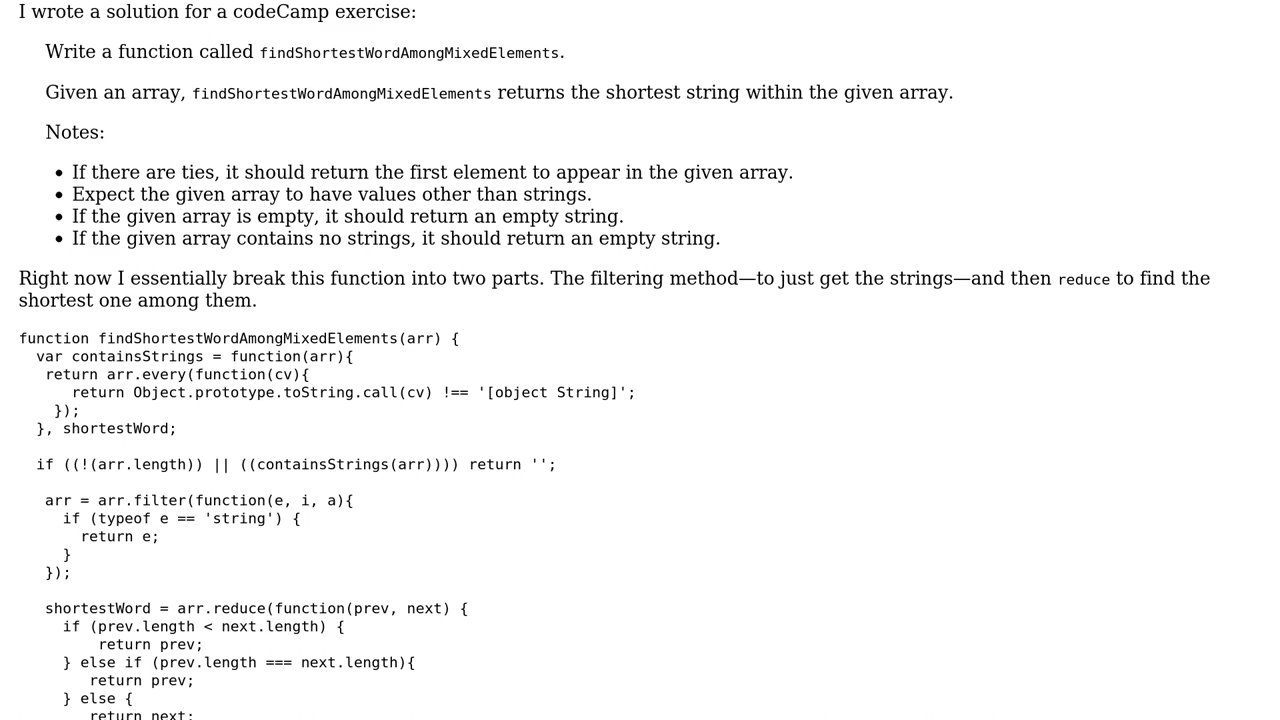 I wrote a solution for a codeCamp exercise:
Write a function called findShortestWordAmongMixedElements.
Given an array, findShortestWordAmongMixedElements returns the shortest string within the given array.
Notes:
• If there are ties, it should return the first element to appear in the given array.
• Expect the given array to have values other than strings.
• If the given array is empty, it should return an empty string.
• If the given array contains no strings, it should return an empty string.
Right now I essentially break this function into two parts. The filtering method—to just get the strings—and then reduce to find the
shortest one among them.
function findShortestWordAmongMixedElements(arr) {
  var containsStrings = function(arr){
   return arr.every(function(cv){
      return Object.prototype.toString.call(cv) !== '[object String]';
    });
  }, shortestWord;
  if ((!(arr.length)) || ((containsStrings(arr)))) return '';
   arr = arr.filter(function(e, i, a){
     if (typeof e == 'string') {
       return e;
     }
   });
   shortestWord = arr.reduce(function(prev, next) {
     if (prev.length < next.length) {
         return prev;
     } else if (prev.length === next.length){
        return prev;
     } else {
        return next;